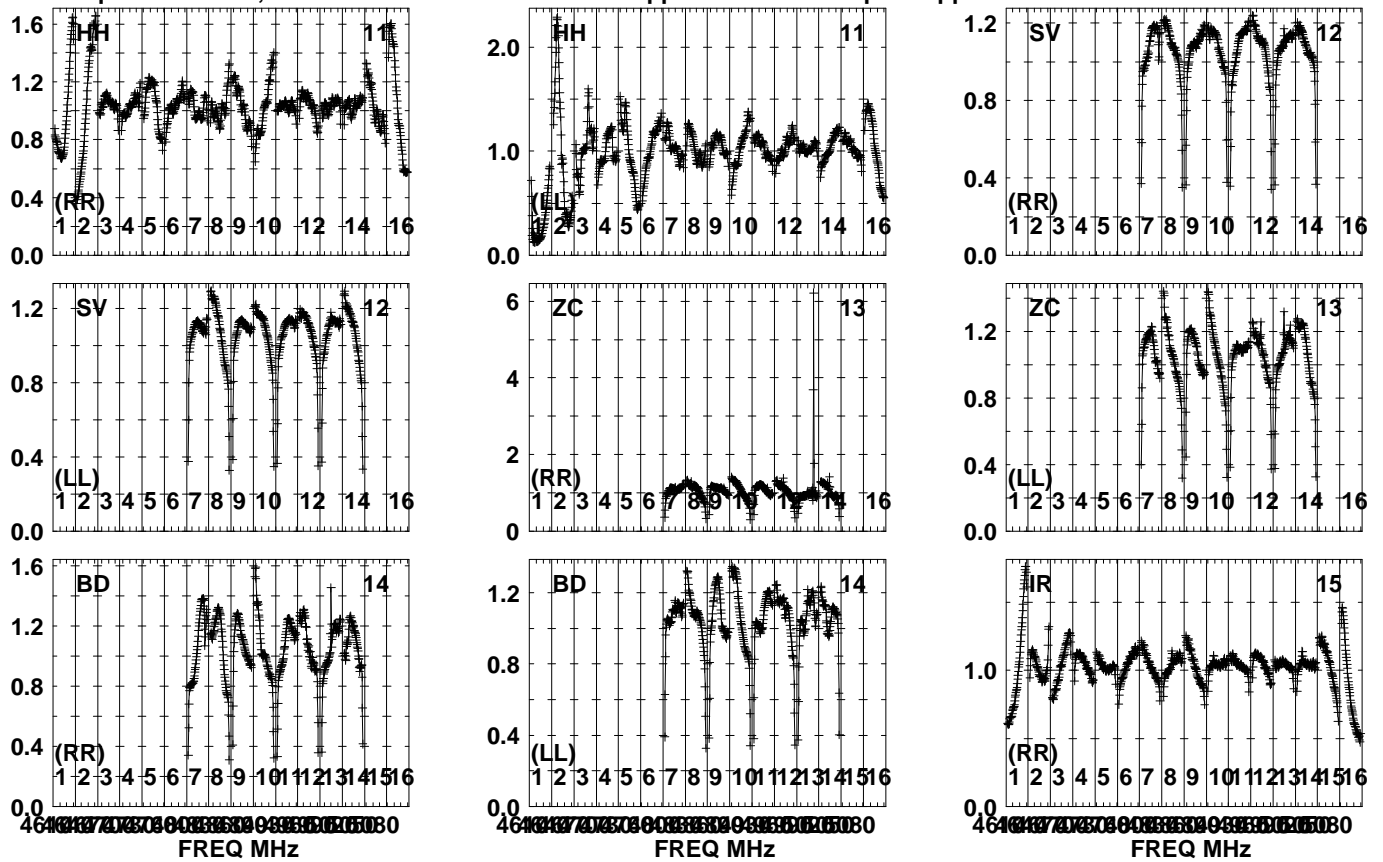 1.6 HH 11
1.2
0.8
0.4
(RR)
1 2 3 4 5 6 7 8 9 10 12 14 16
0.0
HH 11
2.0
1.0
(LL)
1 2 3 4 5 6 7 8 9 10 12 14 16
0.0
1.2 SV 12
0.8
0.4
(RR)
1 2 3 4 5 6 7 8 9 10 12 14 16
0.0
SV 12
1.2
0.8
0.4
(LL)
1 2 3 4 5 6 7 8 9 10 12 14 16
0.0
6 ZC 13
4
2
(RR)
1 2 3 4 5 6 7 8 9 10 12 14 16
0
ZC 13
1.2
0.8
0.4
(LL)
1 2 3 4 5 6 7 8 9 10 12 14 16
0.0
1.6 BD 14
1.2
0.8
0.4
(RR)
1 2 3 4 5 6 7 8 9 10 11 12 13 14 15 16
0.0
FREQ MHz
BD 14
1.2
0.8
0.4
(LL)
1 2 3 4 5 6 7 8 9 10 11 12 13 14 15 16
0.0
FREQ MHz
IR 15
1.0
(RR)
1 2 3 4 5 6 7 8 9 10 11 12 13 14 15 16
0.0
FREQ MHz